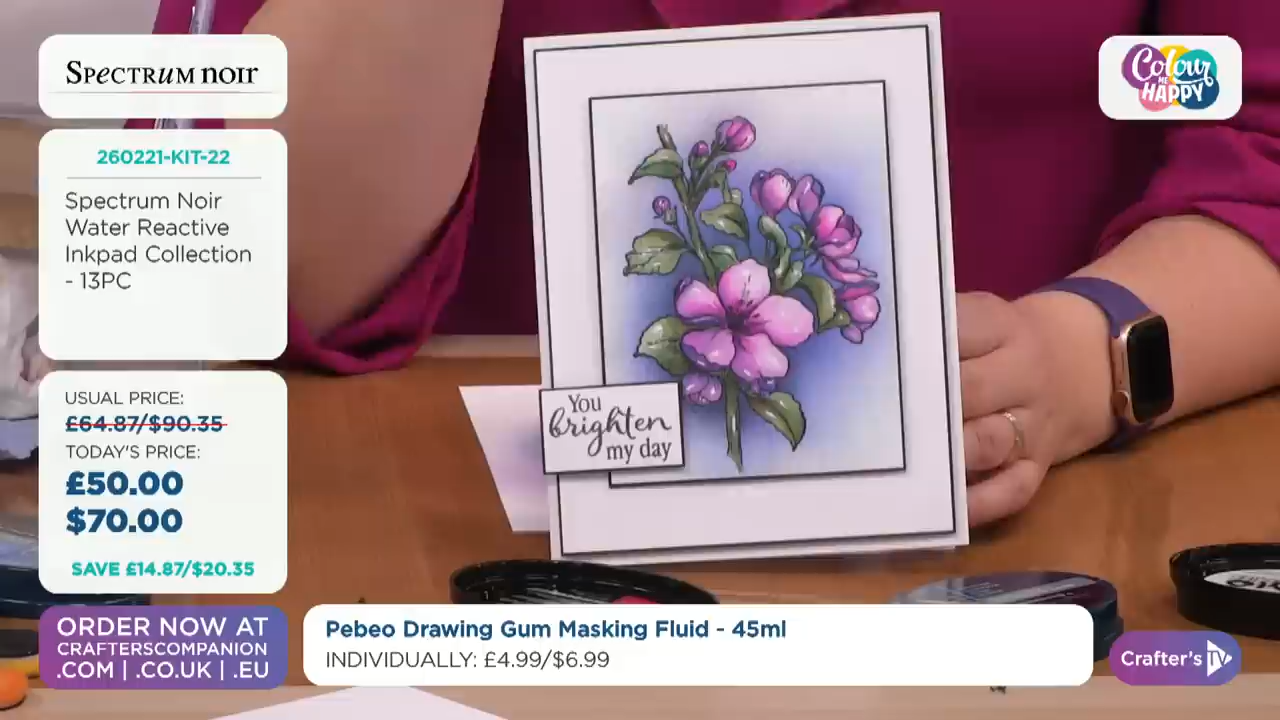 SPECTRUM NOIR
260221-KIT-22
Spectrum Noir
Water Reactive
Inkpad Collection
- 13PC
USUAL PRICE:
£64.87/$90.35
TODAY'S PRICE:
£50.00
$70.00
SAVE £14.87/$20.35
ORDER NOW AT
CRAFTERSCOMPANION
.COM | .CO.UK | .EU
Colour
ME
HAPPY
You
brighten
my day
Pebeo Drawing Gum Masking Fluid - 45ml
INDIVIDUALLY: £4.99/$6.99
Crafter's TV